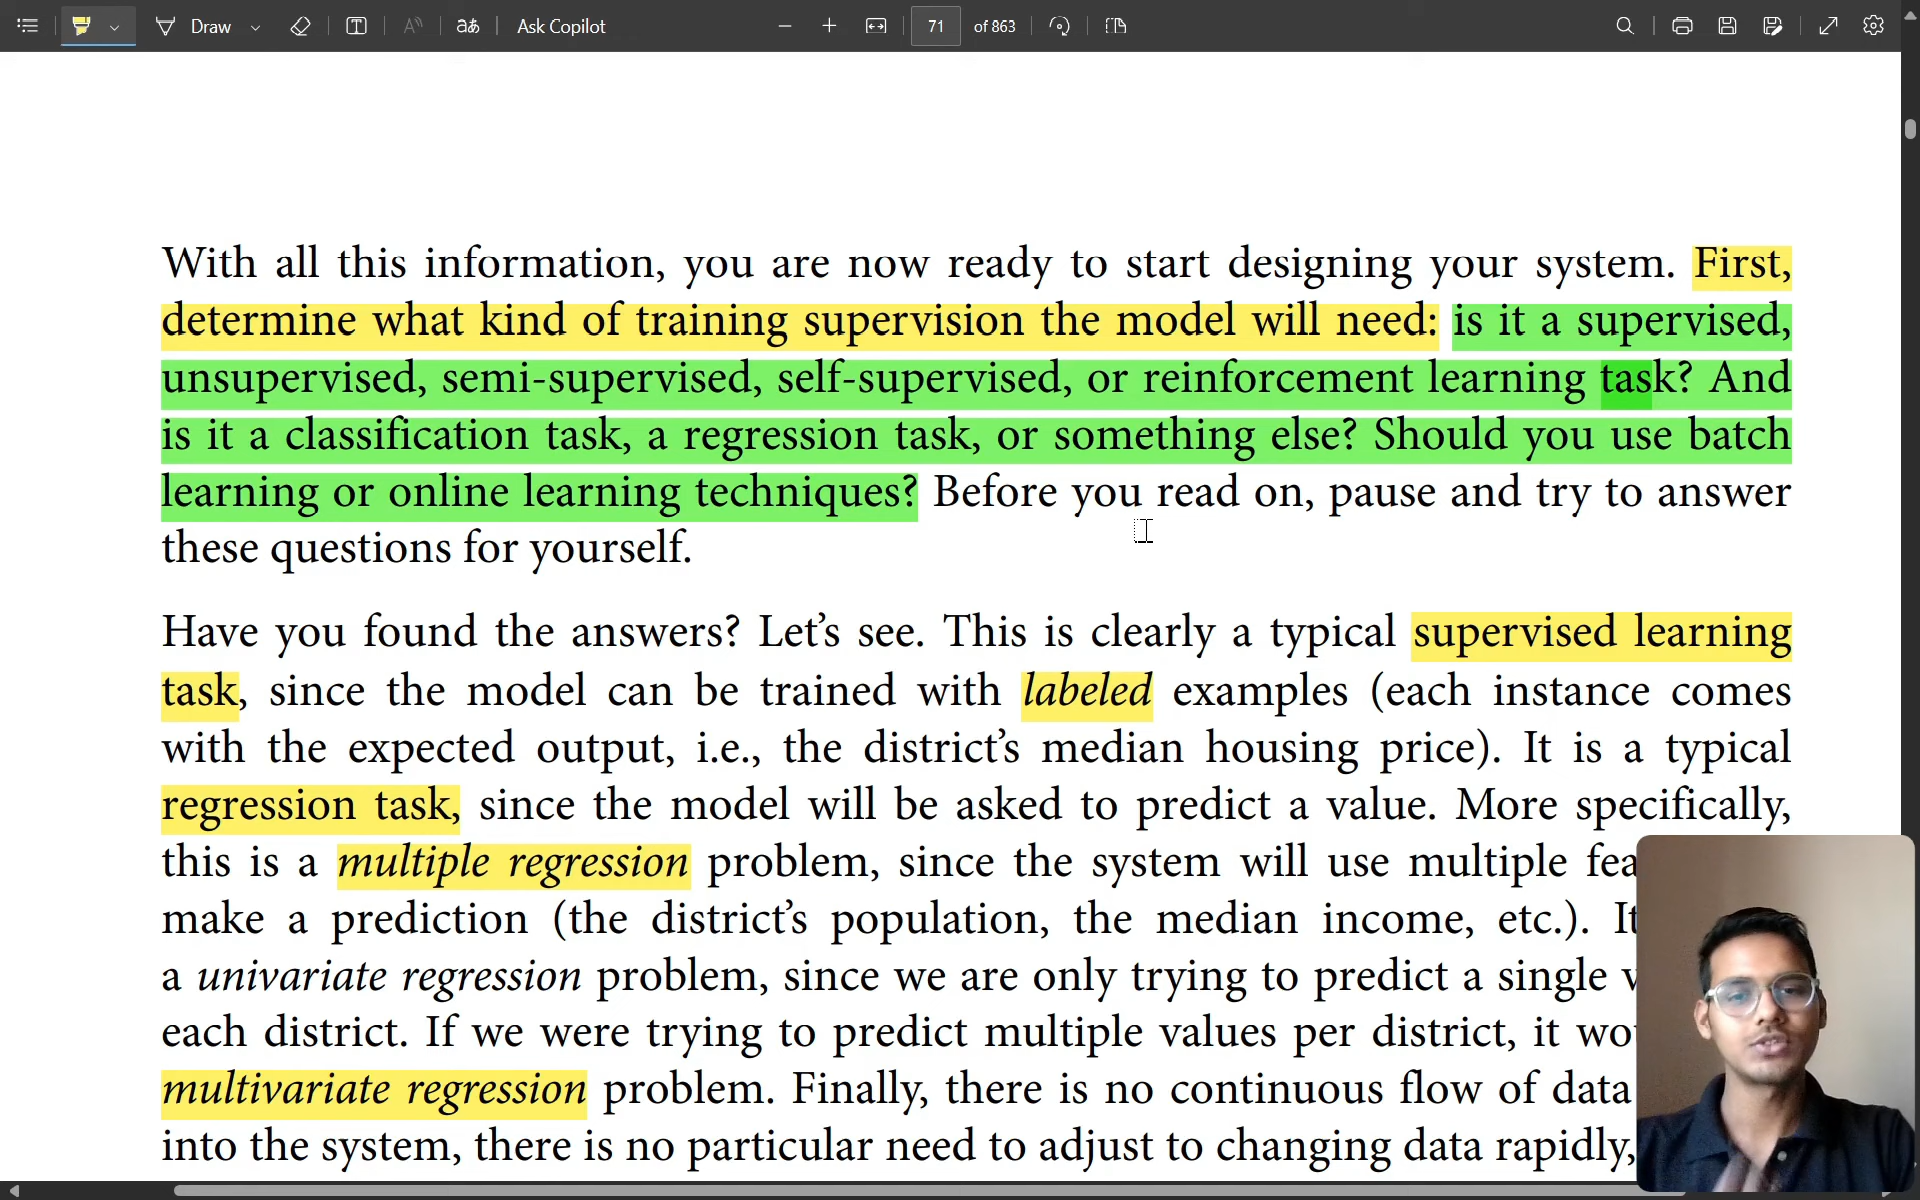 Draw
Ask Copilot
71 of 863
With all this information, you are now ready to start designing your system. First,
determine what kind of training supervision the model will need: is it a supervised,
unsupervised, semi-supervised, self-supervised, or reinforcement learning task? And
is it a classification task, a regression task, or something else? Should you use batch
learning or online learning techniques? Before you read on, pause and try to answer
these questions for yourself.
Have you found the answers? Let’s see. This is clearly a typical supervised learning
task, since the model can be trained with labeled examples (each instance comes
with the expected output, i.e., the district’s median housing price). It is a typical
regression task, since the model will be asked to predict a value. More specifically,
this is a multiple regression problem, since the system will use multiple
make a prediction (the district’s population, the median income, etc.).
a univariate regression problem, since we are only trying to predict a single
each district. If we were trying to predict multiple values per district, it
multivariate regression problem. Finally, there is no continuous flow of data
into the system, there is no particular need to adjust to changing data rapidly,